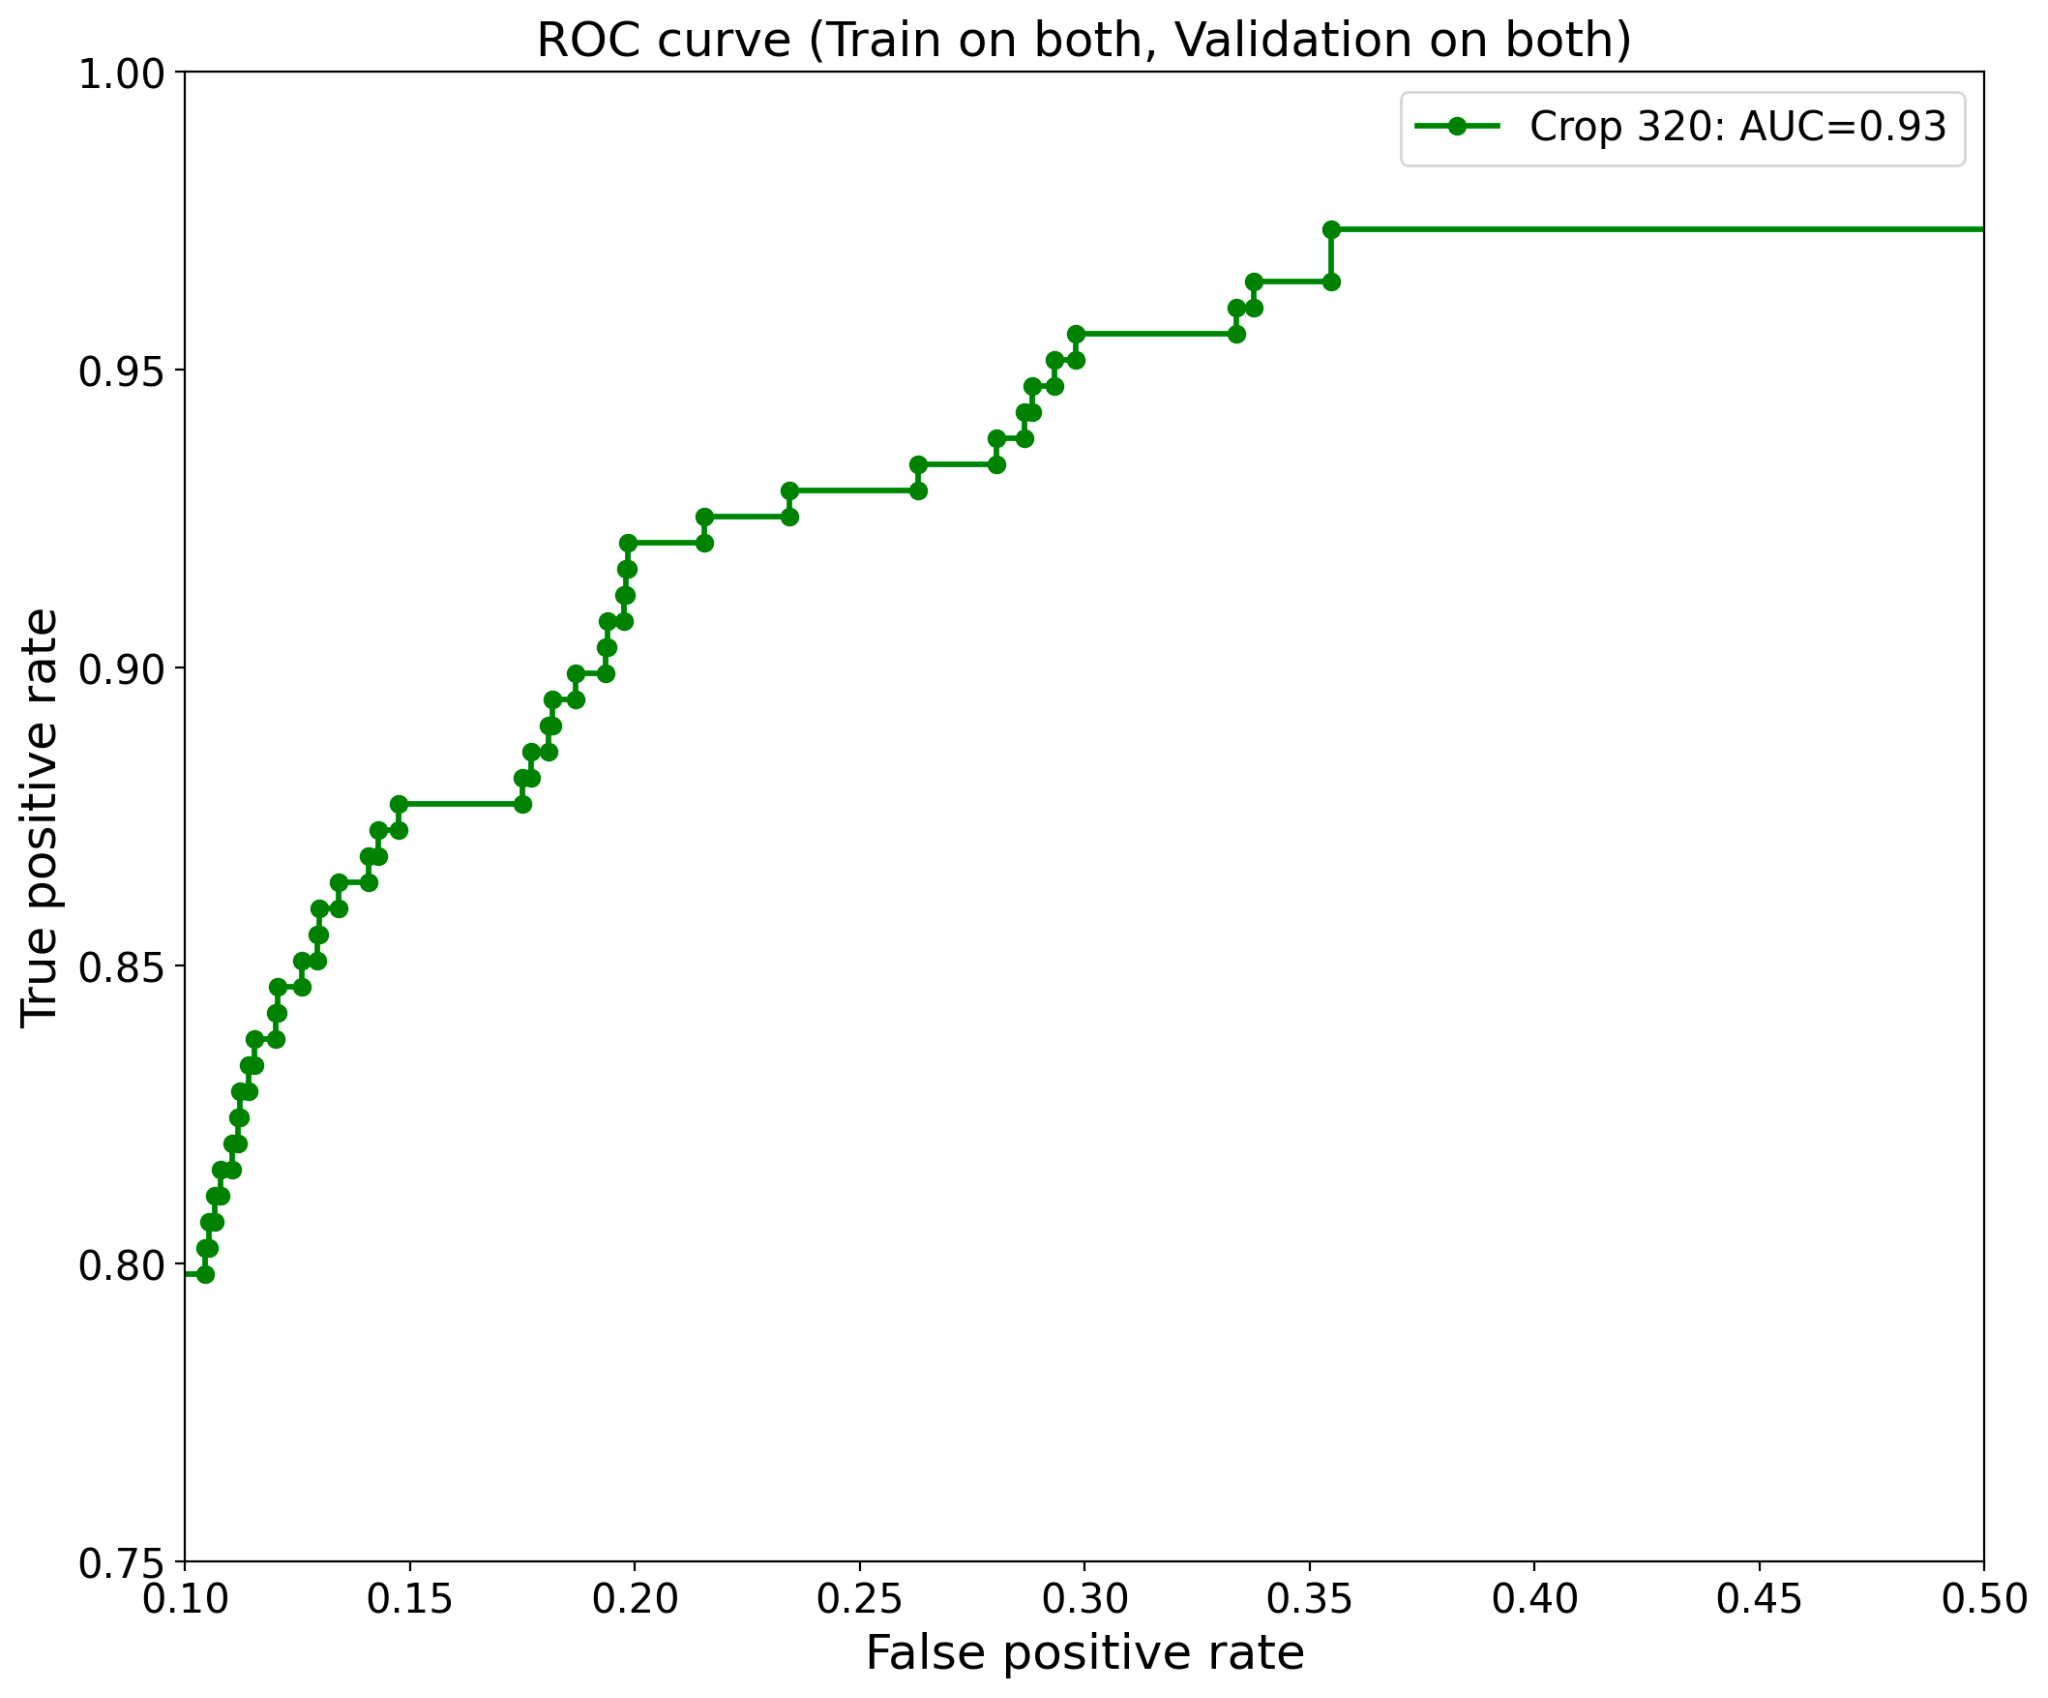 ROC curve (Train on both, Validation on both)
Crop 320: AUC=0.93
True positive rate
1.00
0.95
0.90
0.85
0.80
0.75
0.10 0.15 0.20 0.25 0.30 0.35 0.40 0.45 0.50
False positive rate